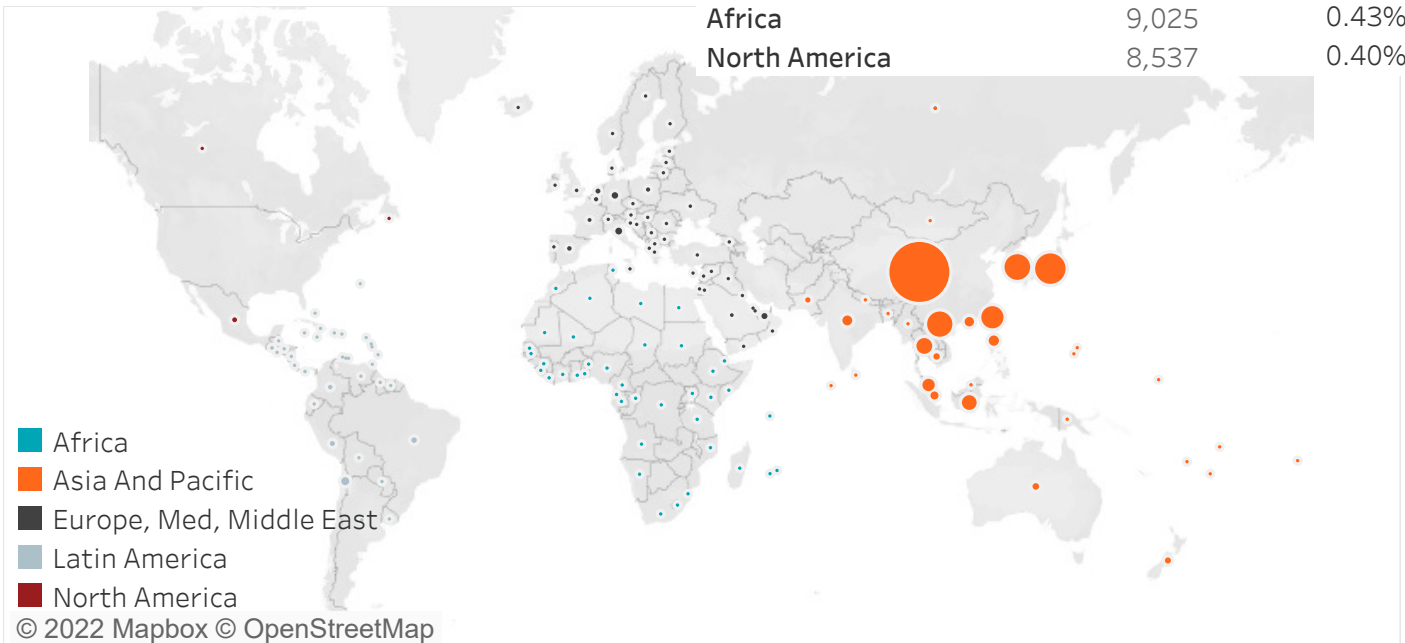 Africa 9,025 0.43%
North America 8,537 0.40%
Africa
Asia And Pacific
Europe, Med, Middle East
Latin America
North America
© 2022 Mapbox © OpenStreetMap